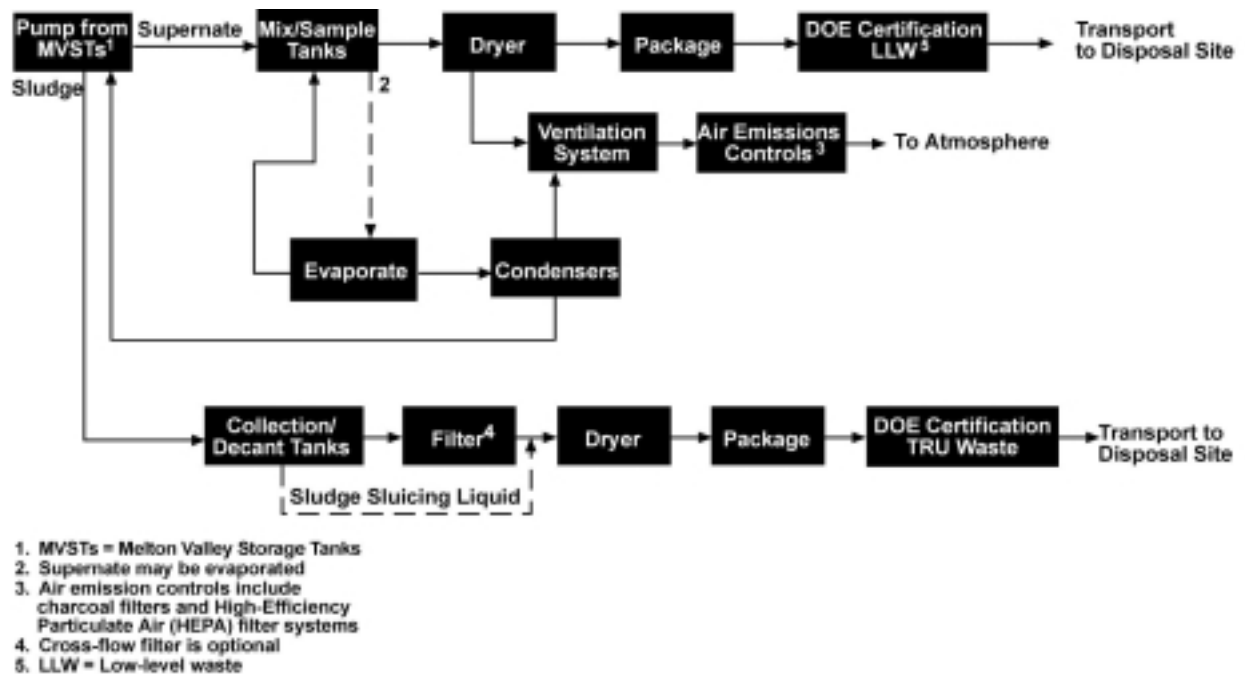 Pump from
MVSTs1
Supernate
Mix/Sample
Tanks
Dryer
Package
DOE Certification
LLW5
Transport
to Disposal Site
Sludge
2
Ventilation
System
Air Emissions
Controls3
To Atmosphere
Evaporate
Condensers
Collection/
Decant Tanks
Filter4
Dryer
Package
DOE Certification
TRU Waste
Transport to
Disposal Site
Sludge Sluicing Liquid
1. MVSTs = Melton Valley Storage Tanks
2. Supernate may be evaporated
3. Air emission controls include
charcoal filters and High-Efficiency
Particulate Air (HEPA) filter systems
4. Cross-flow filter is optional
5. LLW = Low-level waste